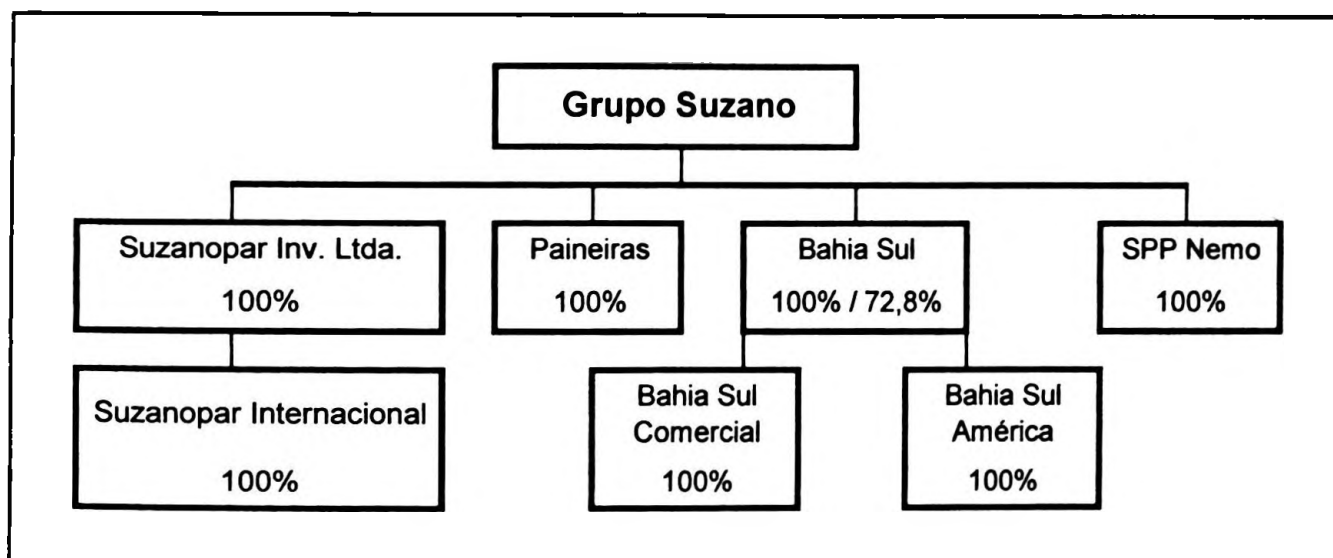 Grupo Suzano
Suzanopar Inv. Ltda.
100%
Paineiras
100%
Bahia Sul
100% / 72,8%
SPP Nemo
100%
Suzanopar Internacional
100%
Bahia Sul
Comercial
100%
Bahia Sul
América
100%